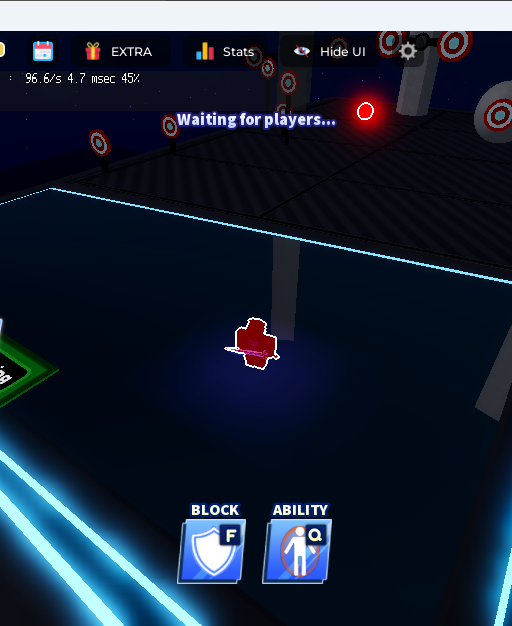 EXTRA
Stats
Hide UI
: 96.6/s 4.7 msec 45%
Waiting for players...
BLOCK
ABILITY
F
Q